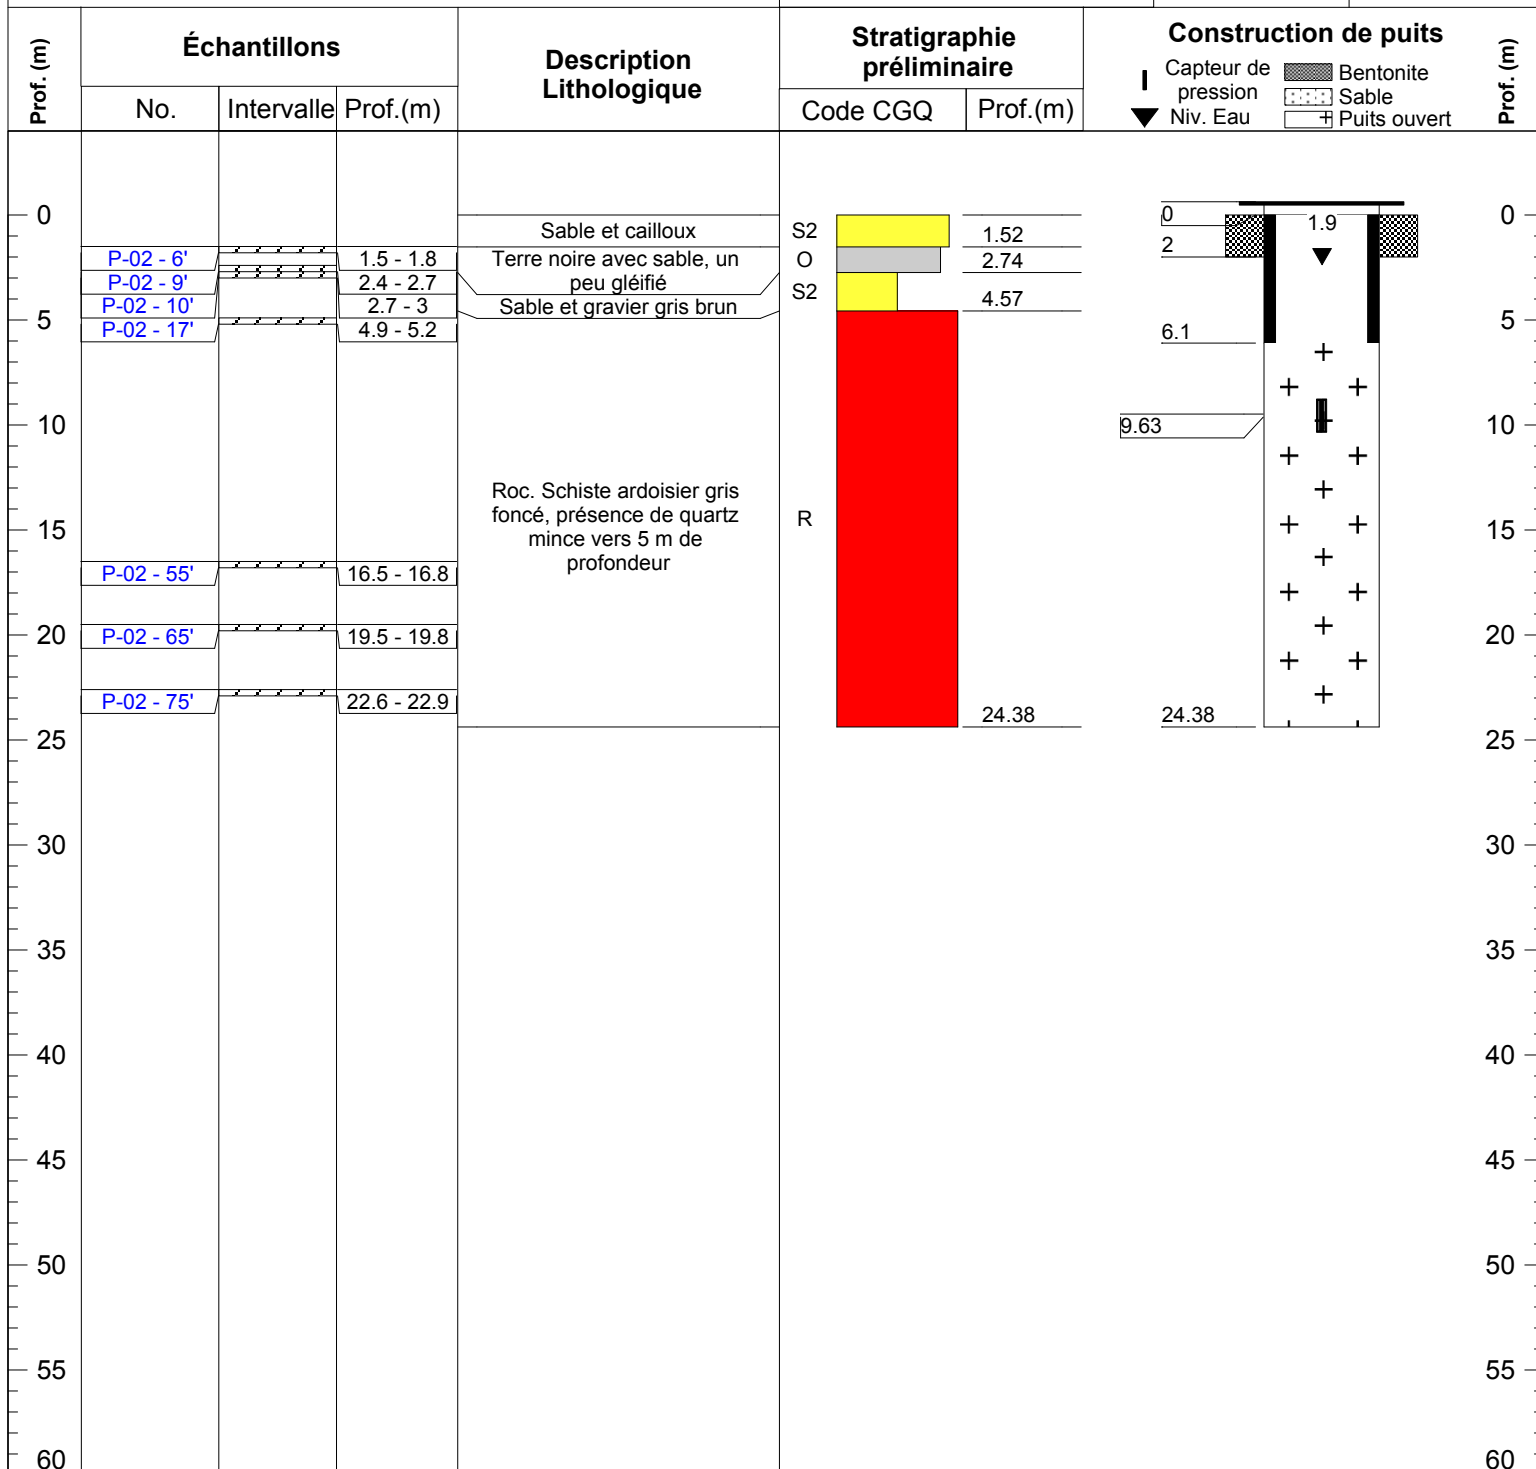 Prof. (m)
Échantillons
No.
Intervalle
Prof.(m)
Description
Lithologique
Stratigraphie
préliminaire
Code CGQ
Prof.(m)
Construction de puits
Capteur de
pression
Niv. Eau
Bentonite
Sable
Puits ouvert
Prof. (m)
0
5
10
15
20
25
30
35
40
45
50
55
60
P-02 - 6'
1.5 - 1.8
P-02 - 9'
2.4 - 2.7
P-02 - 10'
2.7 - 3
P-02 - 17'
4.9 - 5.2
P-02 - 55'
16.5 - 16.8
P-02 - 65'
19.5 - 19.8
P-02 - 75'
22.6 - 22.9
Sable et cailloux
Terre noire avec sable, un
peu gléifié
Sable et gravier gris brun
Roc. Schiste ardoisier gris
foncé, présence de quartz
mince vers 5 m de
profondeur
S2
1.52
O
2.74
S2
4.57
R
24.38
0
2
1.9
6.1
9.63
24.38
0
5
10
15
20
25
30
35
40
45
50
55
60